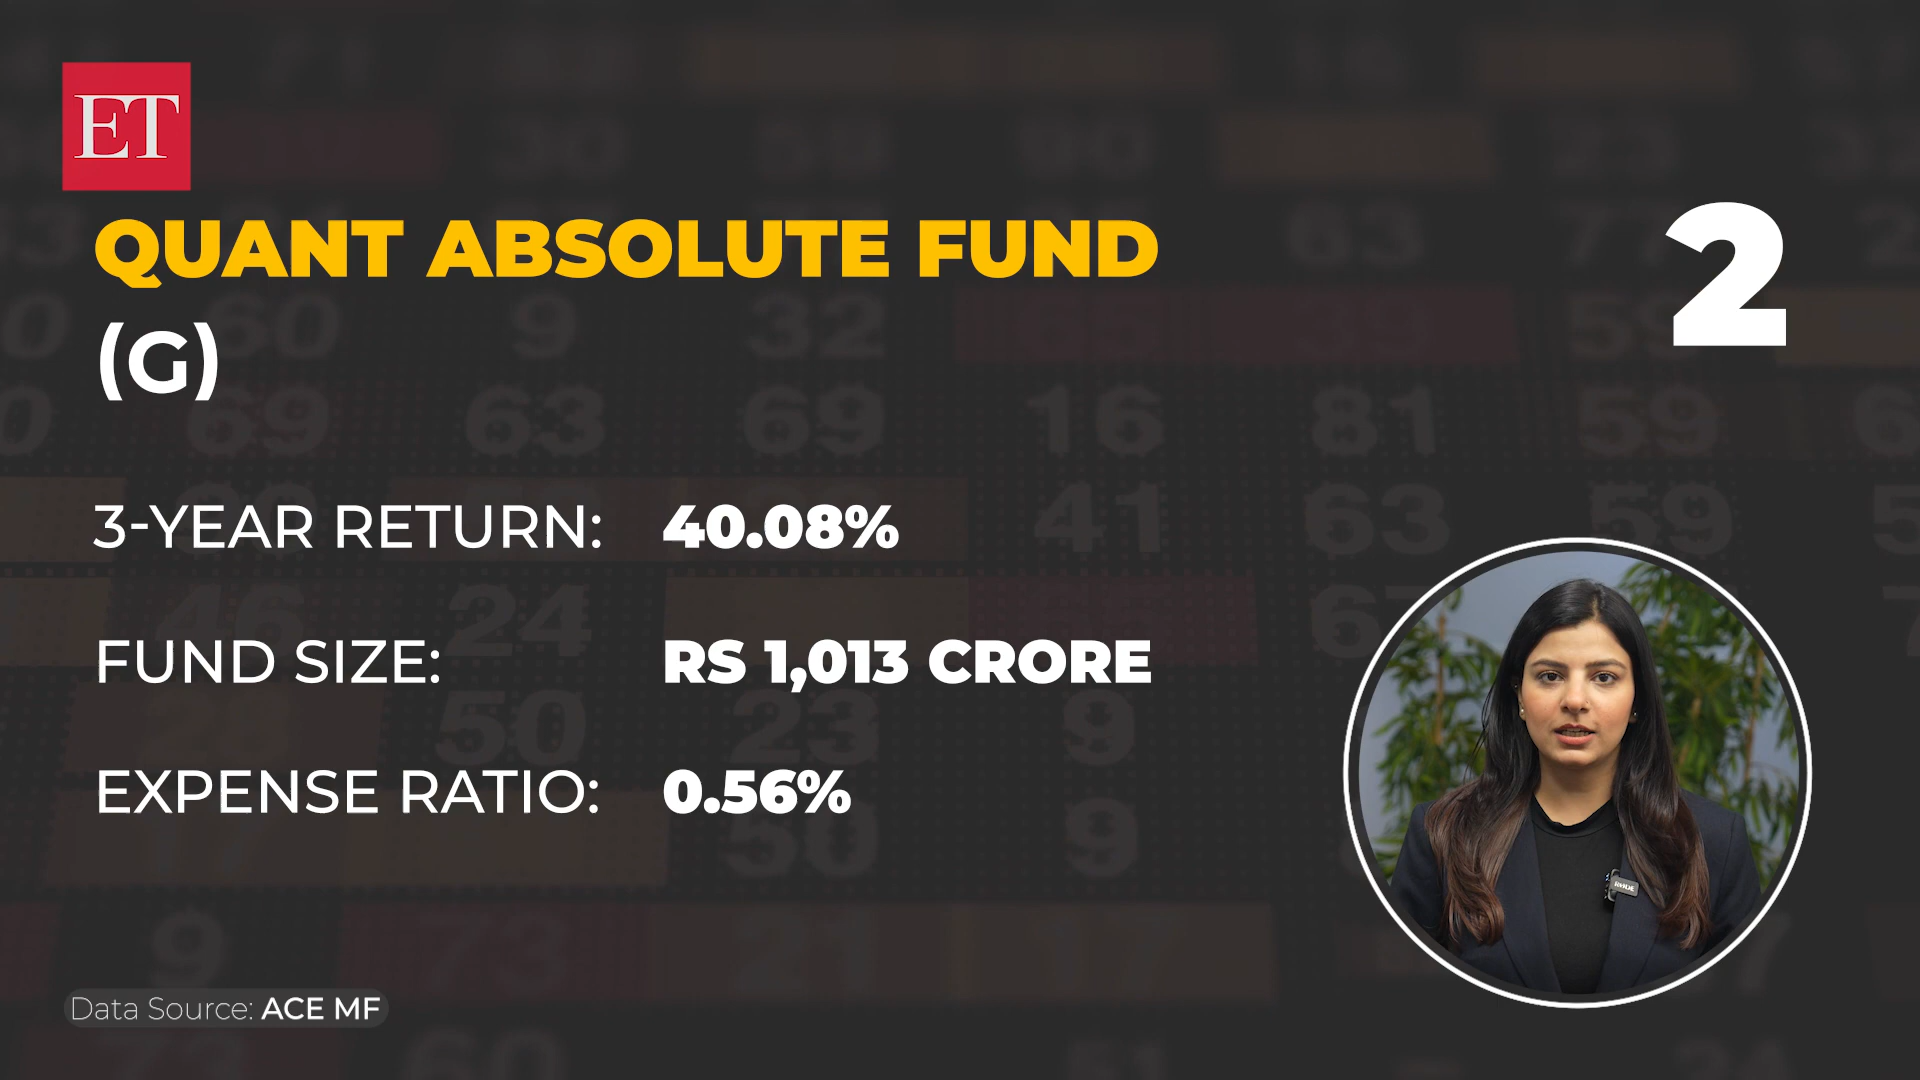 ET
QUANT ABSOLUTE FUND
(G)
2
3-YEAR RETURN: 40.08%
FUND SIZE: RS 1,013 CRORE
EXPENSE RATIO: 0.56%
Data Source: ACE MF